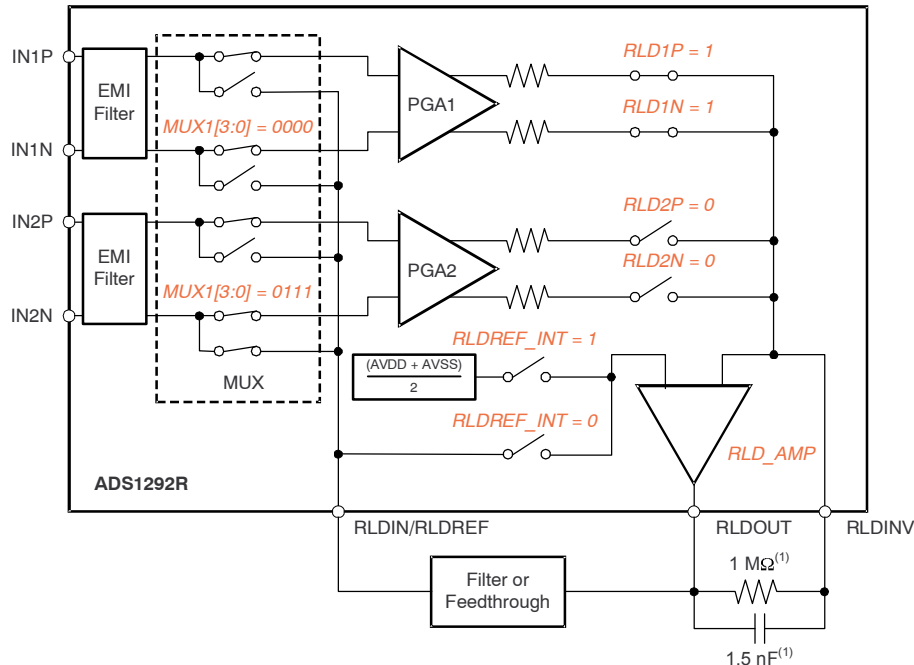 IN1P
EMI
Filter
IN1N
IN2P
EMI
Filter
IN2N
MUX1[3:0] = 0000
MUX1[3:0] = 0111
MUX
PGA1
PGA2
RLD1P = 1
RLD1N = 1
RLD2P = 0
RLD2N = 0
RLDREF_INT = 1
(AVDD + AVSS)
2
RLDREF_INT = 0
RLD_AMP
ADS1292R
RLDIN/RLDREF
RLDOUT
RLDINV
Filter or
Feedthrough
1 MΩ(1)
1.5 nF(1)